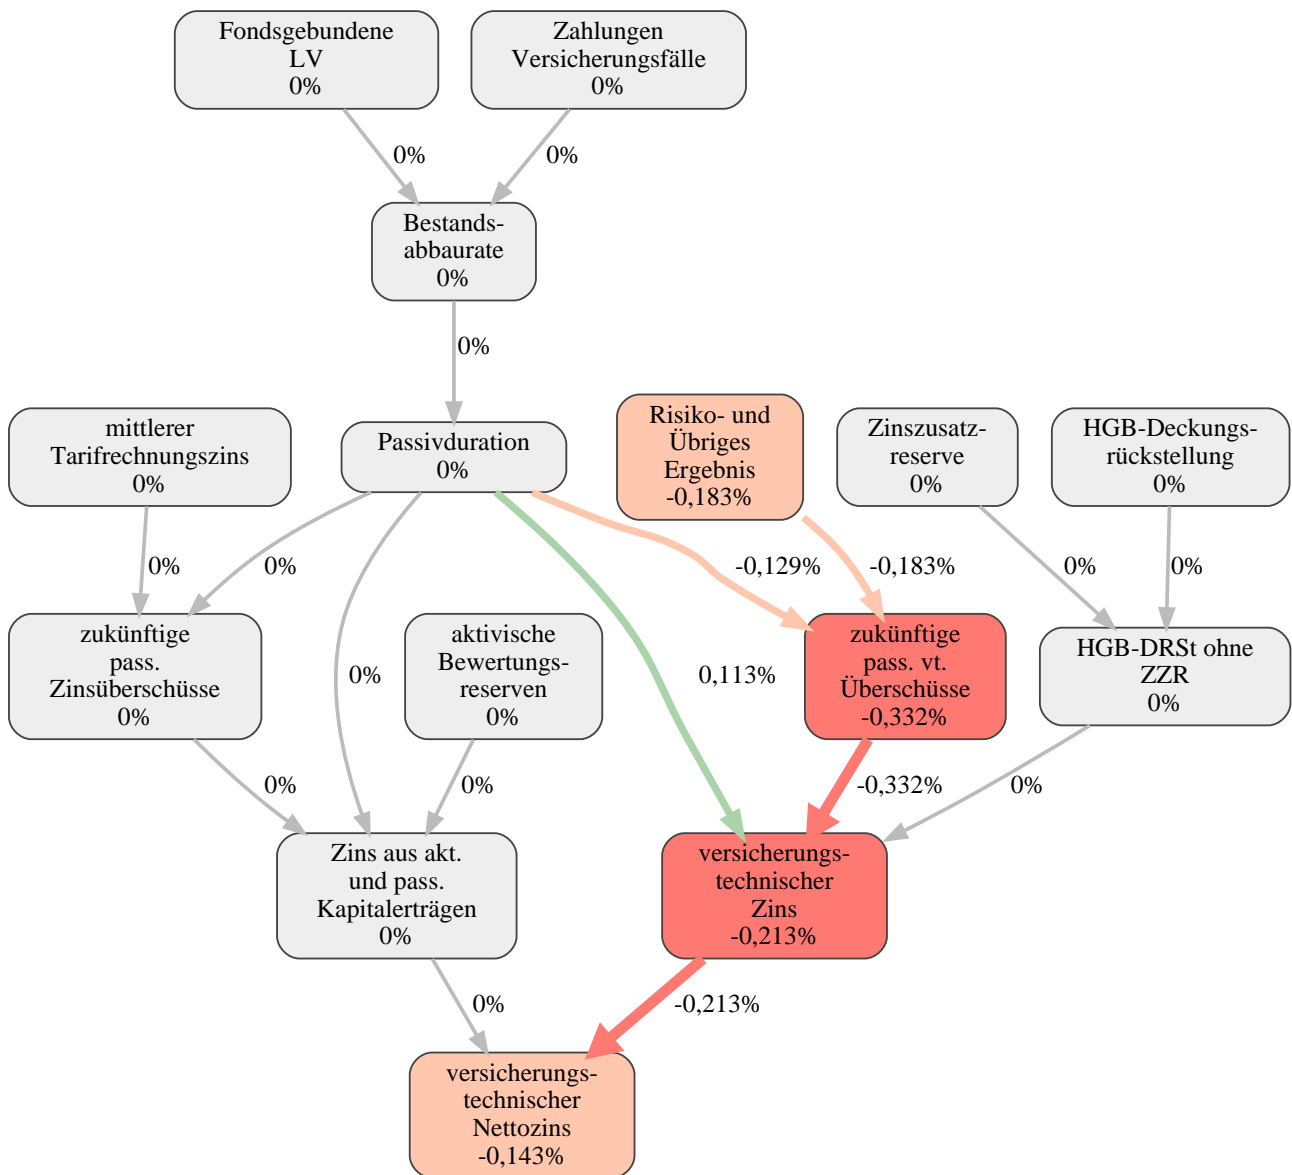 Fondsgebundene
LV
0%
Zahlungen
Versicherungsfälle
0%
0%
0%
Bestands-
abbaurate
0%
0%
mittlerer
Tarifrechnungszins
0%
Passivduration
0%
Risiko- und
Übriges
Ergebnis
-0,183%
Zinszusatz-
reserve
0%
HGB-Deckungs-
rückstellung
0%
0%
0%
-0,129%
-0,183%
0%
0%
zukünftige
pass.
Zinsüberschüsse
0%
0%
aktivische
Bewertungs-
reserven
0%
0,113%
zukünftige
pass. vt.
Überschüsse
-0,332%
HGB-DRSt ohne
ZZR
0%
0%
0%
-0,332%
0%
Zins aus akt.
und pass.
Kapitalerträgen
0%
versicherungs-
technischer
Zins
-0,213%
0%
-0,213%
versicherungs-
technischer
Nettozins
-0,143%